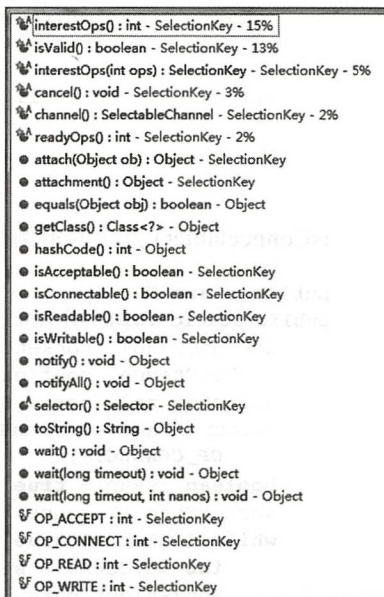 interestOps() : int - SelectionKey - 15%
isValid() : boolean - SelectionKey - 13%
interestOps(int ops) : SelectionKey - SelectionKey - 5%
cancel() : void - SelectionKey - 3%
channel() : SelectableChannel - SelectionKey - 2%
readyOps() : int - SelectionKey - 2%
attach(Object ob) : Object - SelectionKey
attachment() : Object - SelectionKey
equals(Object obj) : boolean - Object
getClass() : Class<?> - Object
hashCode() : int - Object
isAcceptable() : boolean - SelectionKey
isConnectable() : boolean - SelectionKey
isReadable() : boolean - SelectionKey
isWritable() : boolean - SelectionKey
notify() : void - Object
notifyAll() : void - Object
selector() : Selector - SelectionKey
toString() : String - Object
wait() : void - Object
wait(long timeout) : void - Object
wait(long timeout, int nanos) : void - Object
OP_ACCEPT : int - SelectionKey
OP_CONNECT : int - SelectionKey
OP_READ : int - SelectionKey
OP_WRITE : int - SelectionKey